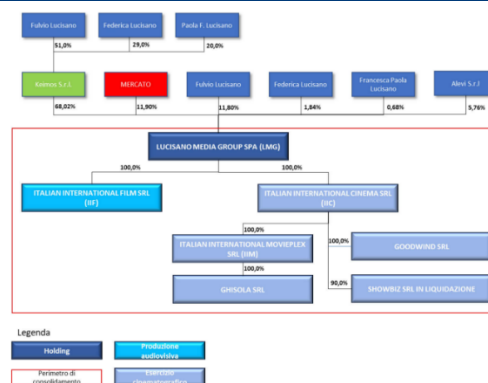 Fulvio Lucisano
Federica Lucisano
Paola F. Lucisano
51,0%
29,0%
20,0%
Keimos S.r.l.
MERCATO
Fulvio Lucisano
Federica Lucisano
Francesca Paola
Lucisano
Alevi S.r.l
68,02%
11,90%
11,80%
1,84%
0,68%
5,76%
LUCISANO MEDIA GROUP SPA (LMG)
100,0%
100,0%
ITALIAN INTERNATIONAL FILM SRL
(IIF)
ITALIAN INTERNATIONAL CINEMA SRL
(IIC)
100,0%
ITALIAN INTERNATIONAL MOVIEPLEX
SRL (IIM)
100,0%
GOODWIND SRL
100,0%
GHISOLA SRL
90,0%
SHOWBIZ SRL IN LIQUIDAZIONE
Legenda
Holding
Produzione
audiovisiva
Perimetro di
consolidamento
Esercizio
cinematografico